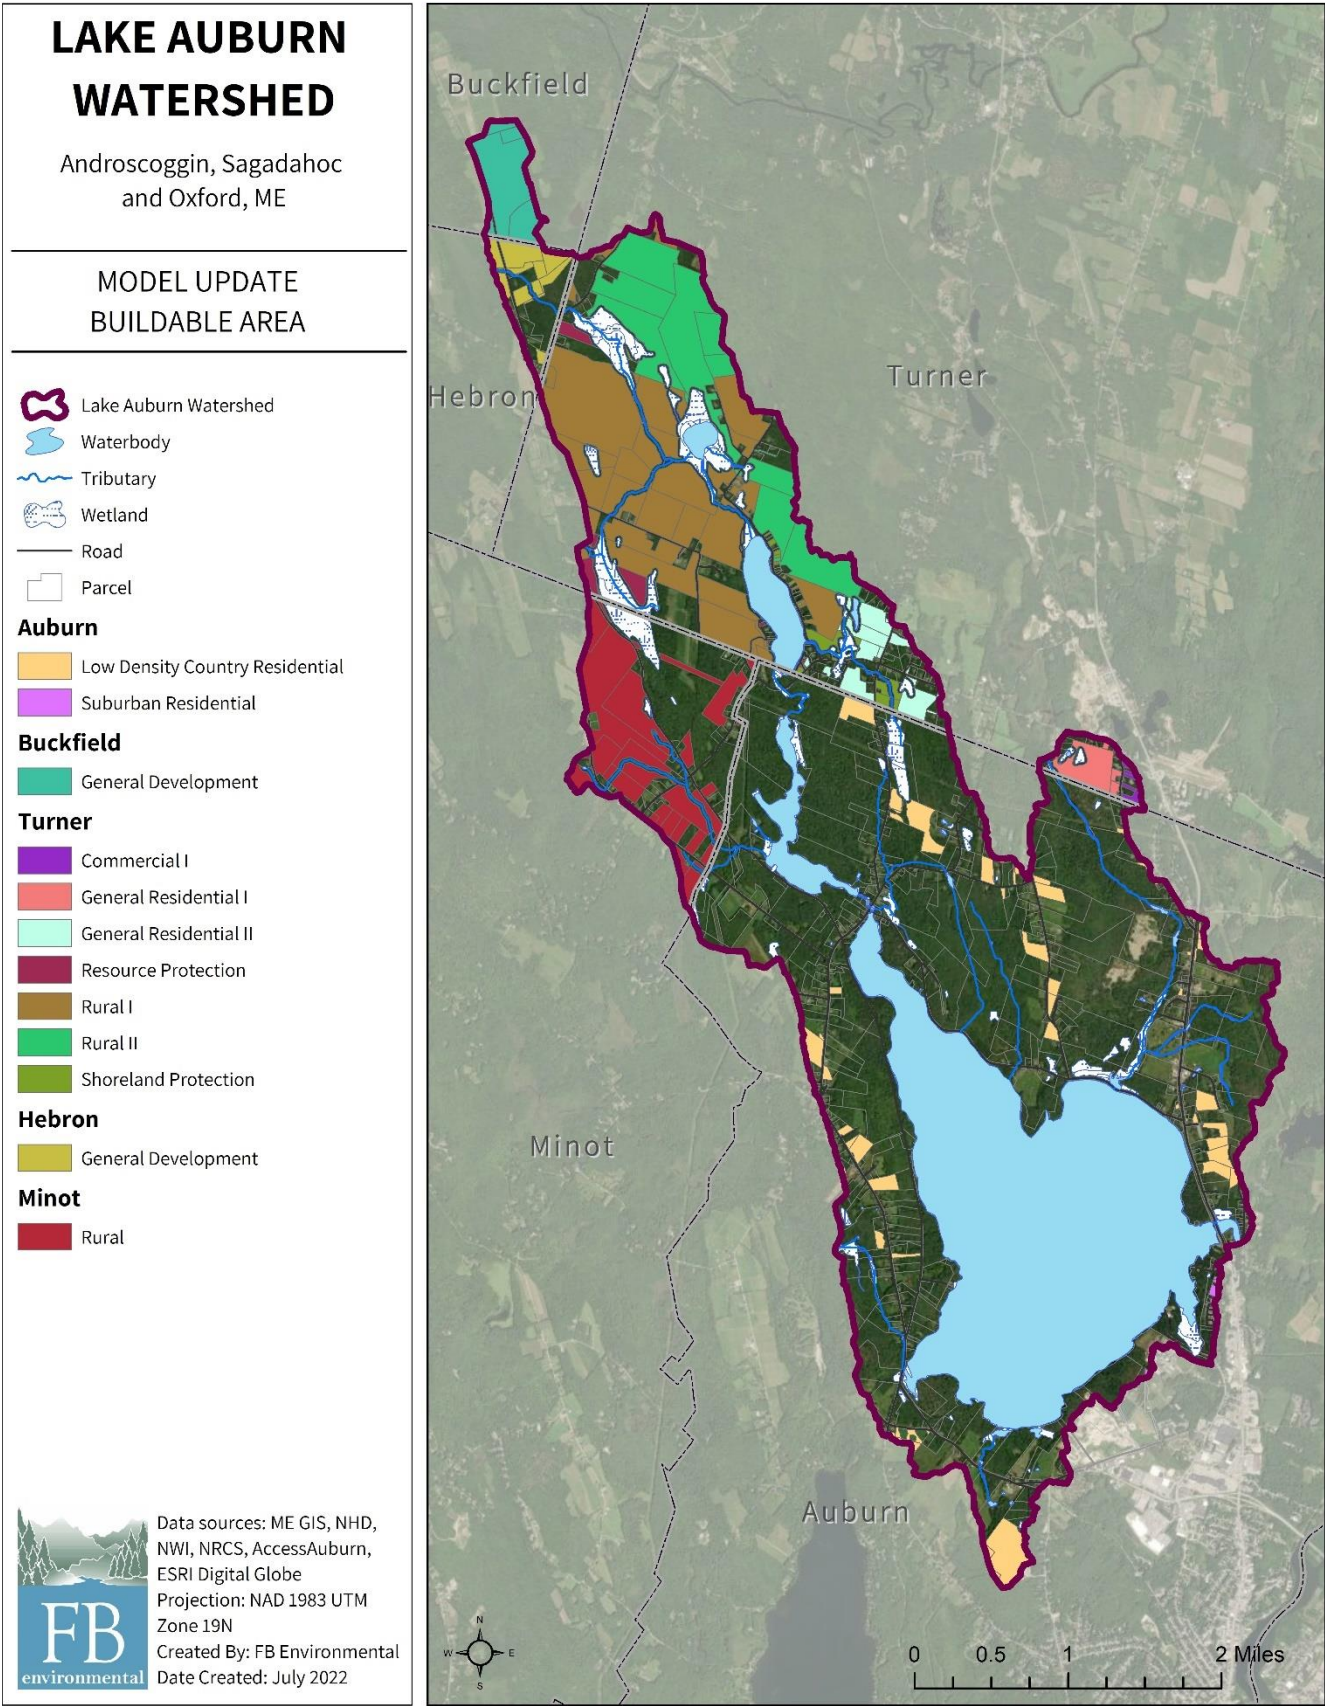 LAKE AUBURN
WATERSHED
Androscoggin, Sagadahoc
and Oxford, ME
MODEL UPDATE
BUILDABLE AREA
Lake Auburn Watershed
Waterbody
Tributary
Wetland
Road
Parcel
Auburn
Low Density Country Residential
Suburban Residential
Buckfield
General Development
Turner
Commercial I
General Residential I
General Residential II
Resource Protection
Rural I
Rural II
Shoreland Protection
Hebron
General Development
Minot
Rural
FB
environmental
Data sources: ME GIS, NHD,
NWI, NRCS, AccessAuburn,
ESRI Digital Globe
Projection: NAD 1983 UTM
Zone 19N
Created By: FB Environmental
Date Created: July 2022
Buckfield
Turner
Hebron
Minot
Auburn
N
W E
S
0 0.5 1 2 Miles